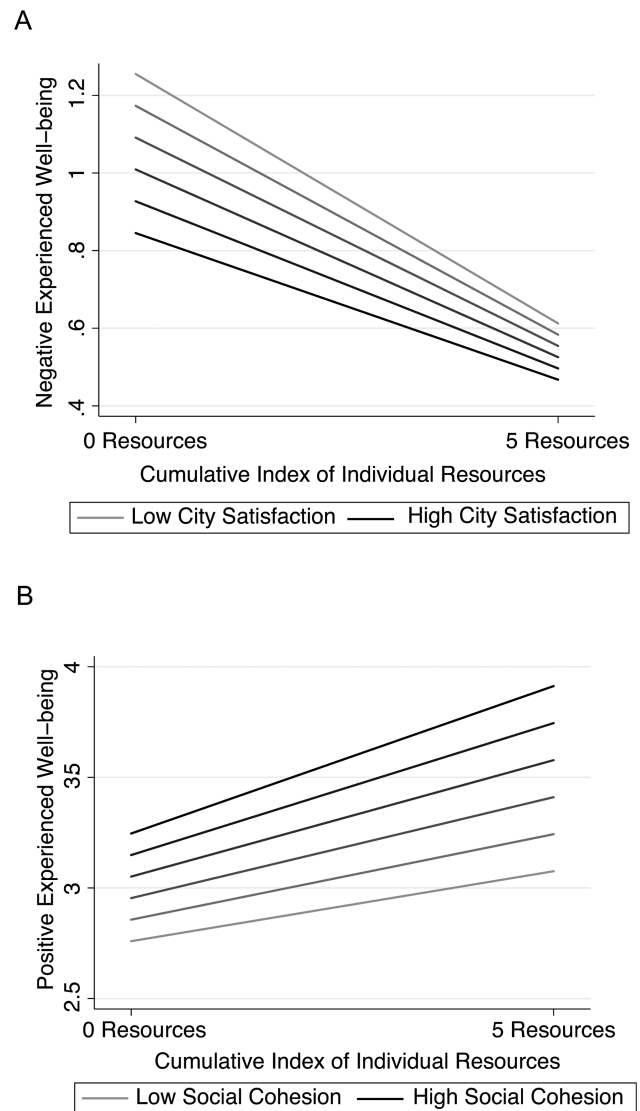 A
Negative Experienced Well-being
1.2
1
.8
.6
.4
0 Resources 5 Resources
Cumulative Index of Individual Resources
Low City Satisfaction High City Satisfaction
B
Positive Experienced Well-being
4
35
3
2.5
0 Resources 5 Resources
Cumulative Index of Individual Resources
Low Social Cohesion High Social Cohesion